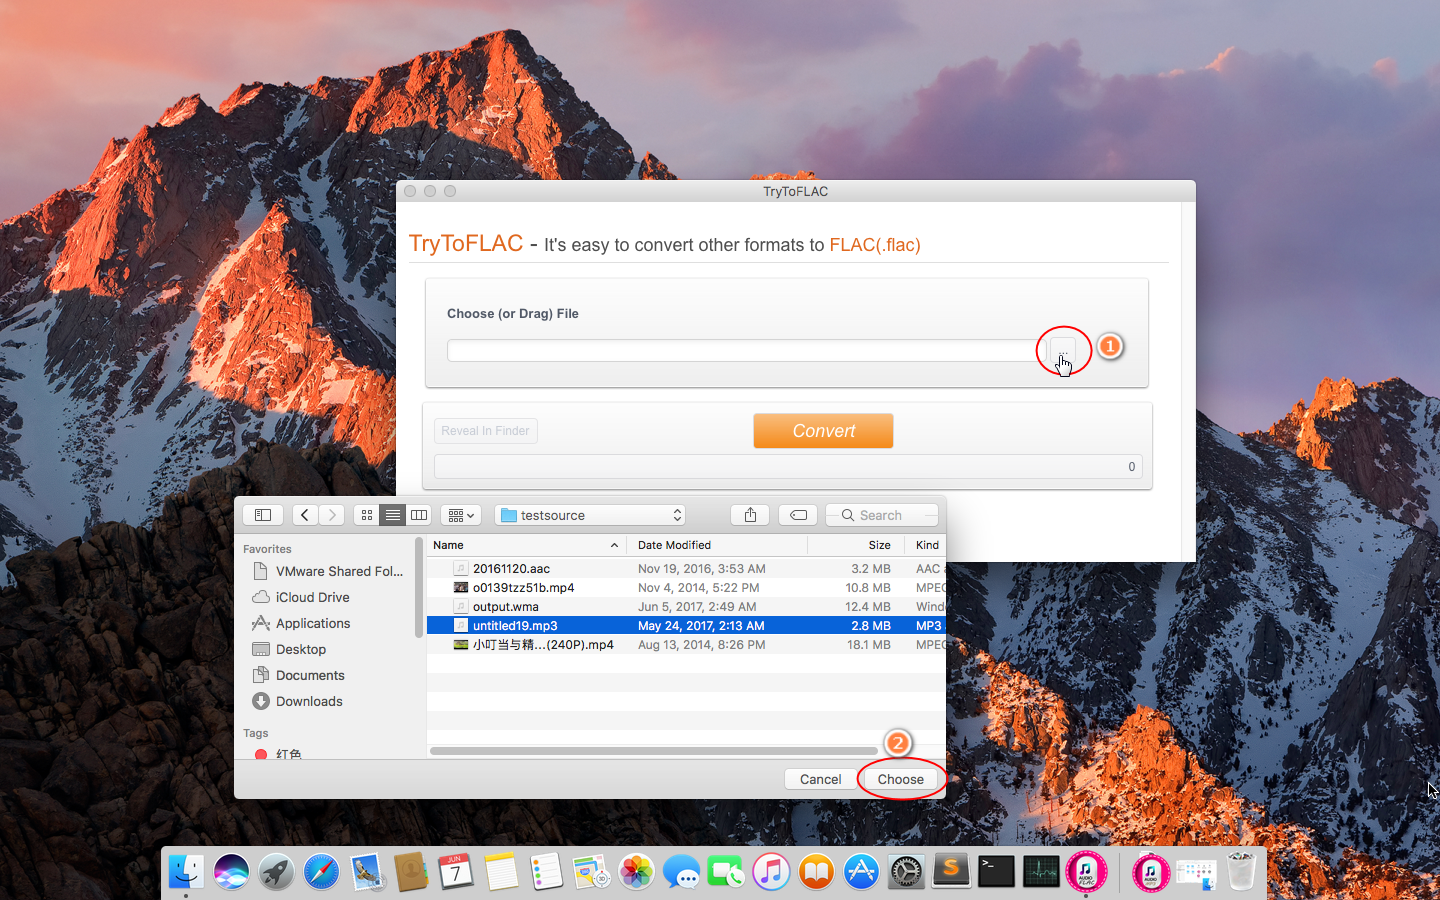 TryToFLAC
TryToFLAC - It's easy to convert other formats to FLAC(.flac)
Choose (or Drag) File
...
1
Reveal In Finder
Convert
0
testsource
Search
Favorites
VMware Shared Fol...
iCloud Drive
Applications
Desktop
Documents
Downloads
Tags
红色
Name Date Modified Size Kind
20161120.aac Nov 19, 2016, 3:53 AM 3.2 MB AAC
o0139tzz51b.mp4 Nov 4, 2014, 5:22 PM 10.8 MB MPEG
output.wma Jun 5, 2017, 2:49 AM 12.4 MB Windo
untitled19.mp3 May 24, 2017, 2:13 AM 2.8 MB MP3
小叮当与精...(240P).mp4 Aug 13, 2014, 8:26 PM 18.1 MB MPEG
2
Cancel Choose
JUN
7
AUDIO
FLAC
AUDIO
MP3